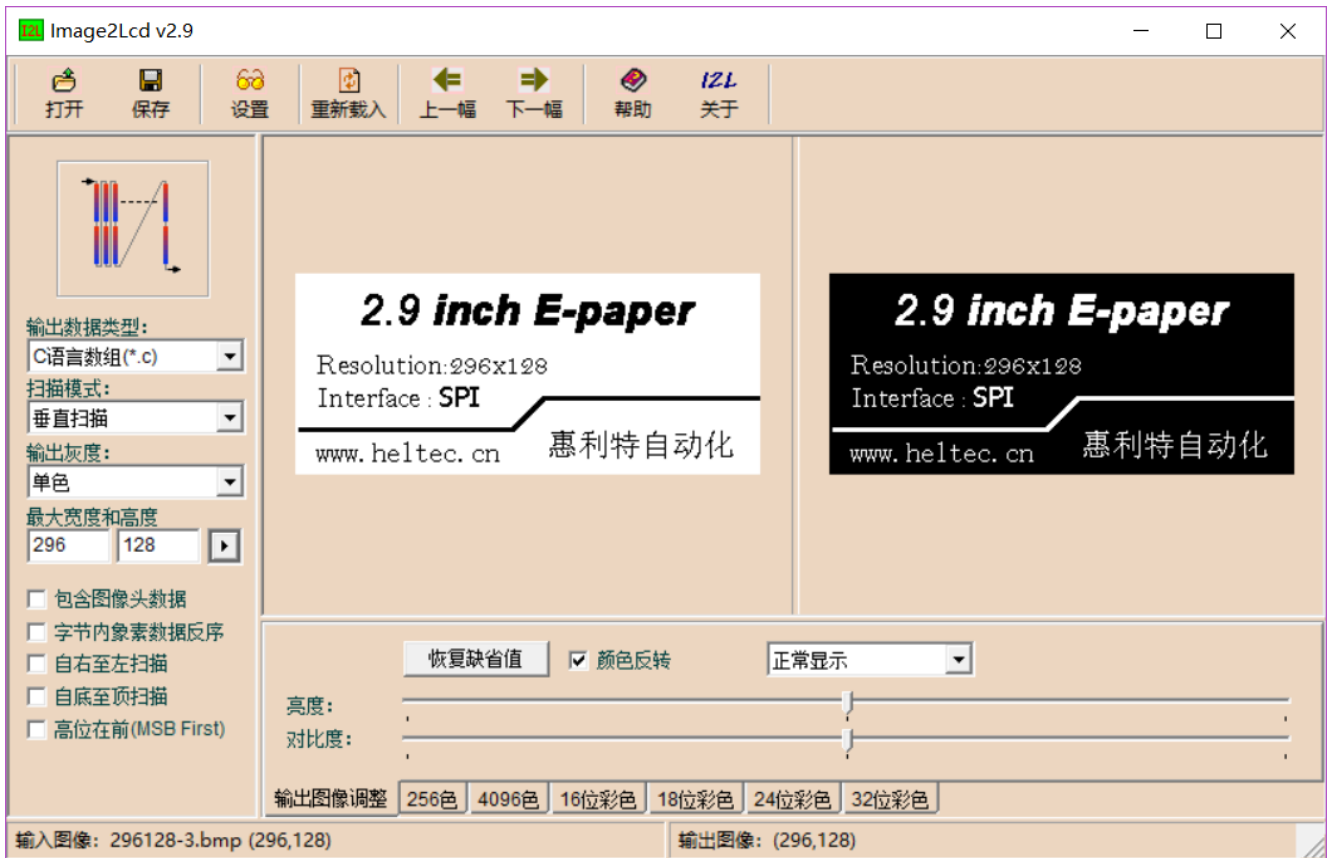 I2L Image2Lcd v2.9
I2L
打开 保存 设置 重新载入 上一幅 下一幅 帮助 关于
输出数据类型:
C语言数组(*.c)
扫描模式:
垂直扫描
输出灰度:
单色
最大宽度和高度
296 128
包含图像头数据
字节内象素数据反序
自右至左扫描
自底至顶扫描
高位在前(MSB First)
2.9 inch E-paper
Resolution:296x128
Interface : SPI
www.heltec.cn 惠利特自动化
2.9 inch E-paper
Resolution:296x128
Interface : SPI
www.heltec.cn 惠利特自动化
恢复缺省值 颜色反转 正常显示
亮度:
对比度:
输出图像调整 256色 4096色 16位彩色 18位彩色 24位彩色 32位彩色
输入图像: 296128-3.bmp (296,128) 输出图像: (296,128)